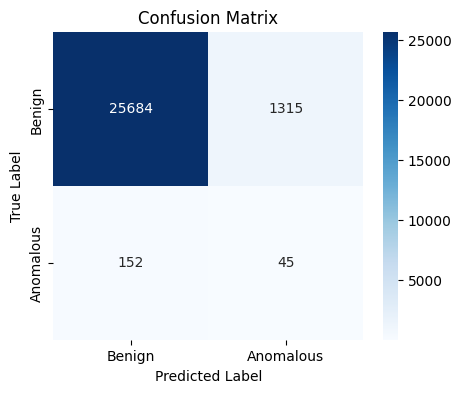 Confusion Matrix
True Label
Benign
25684
1315
Anomalous
152
45
Benign
Anomalous
Predicted Label
25000
20000
15000
10000
5000